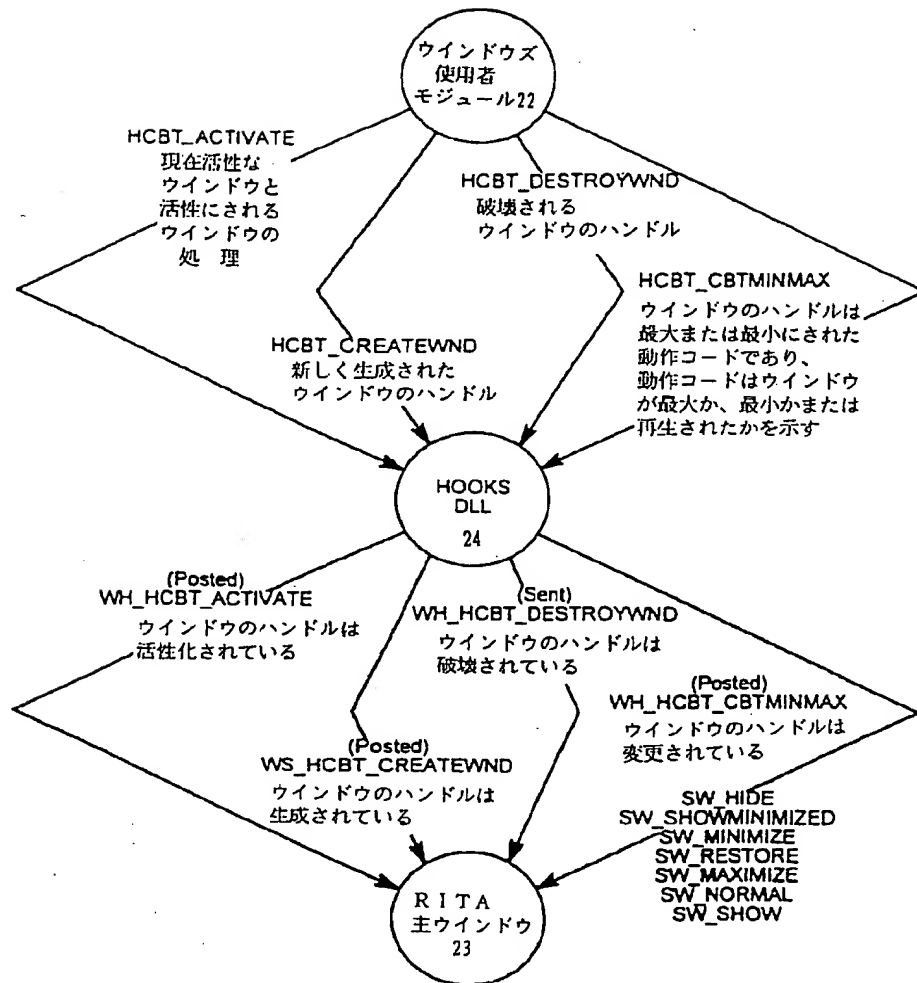 ウインドウズ
使用者
モジュール22
HCBT_ACTIVATE
現在活性な
ウインドウと
活性にされる
ウインドウの
処 理
HCBT_DESTROYWND
破壊される
ウインドウのハンドル
HCBT_CREATEWND
新しく生成された
ウインドウのハンドル
HCBT_CBTMINMAX
ウインドウのハンドルは
最大または最小にされた
動作コードであり、
動作コードはウインドウ
が最大か、最小かまたは
再生されたかを示す
HOOKS
DLL
24
(Posted)
WH_HCBT_ACTIVATE
ウインドウのハンドルは
活性化されている
(Sent)
WH_HCBT_DESTROYWND
ウインドウのハンドルは
破壊されている
(Posted)
WS_HCBT_CREATEWND
ウインドウのハンドルは
生成されている
(Posted)
WH_HCBT_CBTMINMAX
ウインドウのハンドルは
変更されている
SW_HIDE
SW_SHOWMINIMIZED
SW_MINIMIZE
SW_RESTORE
SW_MAXIMIZE
SW_NORMAL
SW_SHOW
RITA
主ウインドウ
23